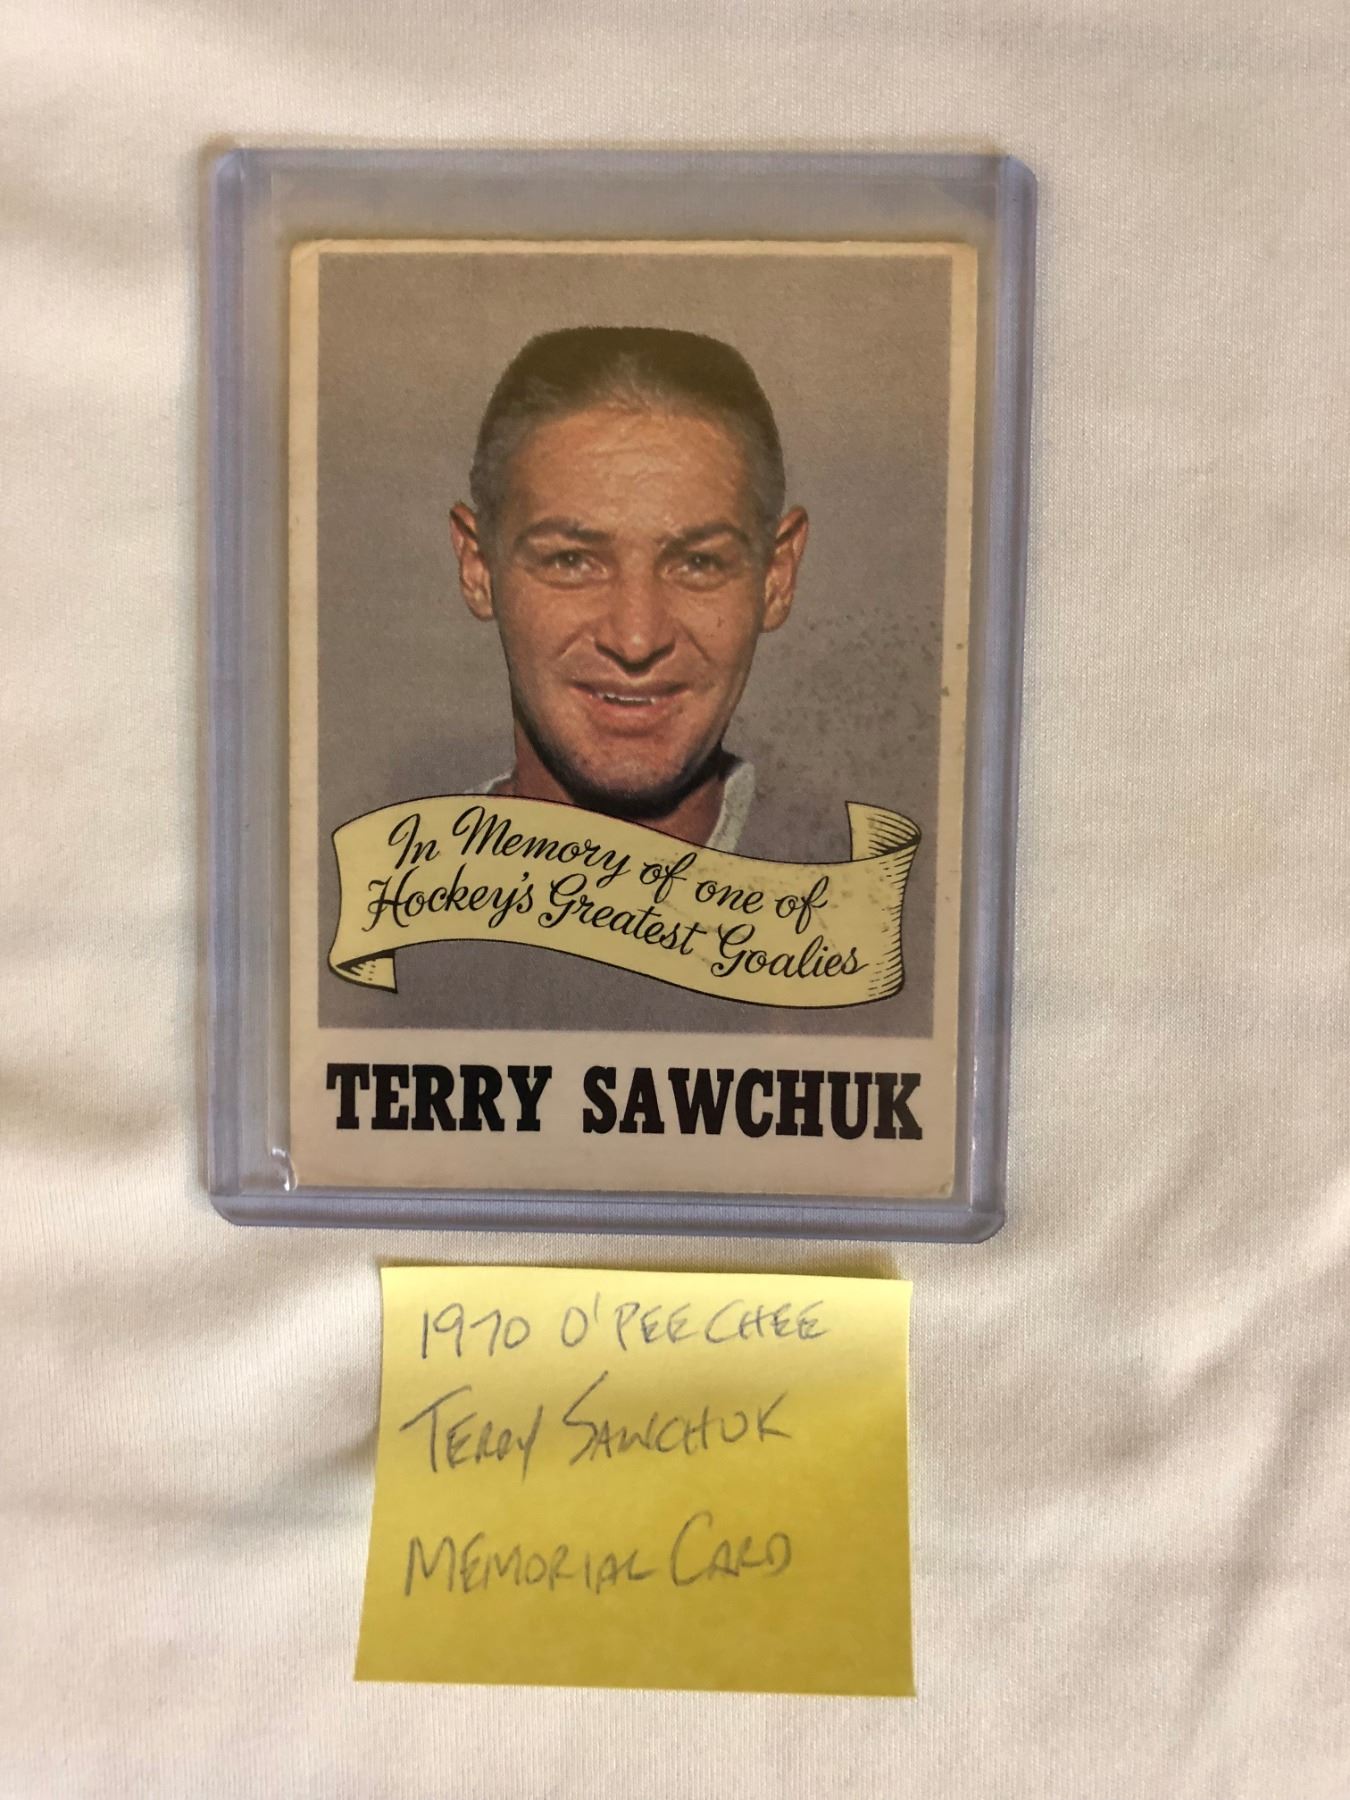 In Memory of one of
Hockey's Greatest Goalies
TERRY SAWCHUK
1970 O'PEE CHEE
TERRY SAWCHUK
MEMORIAL CARD